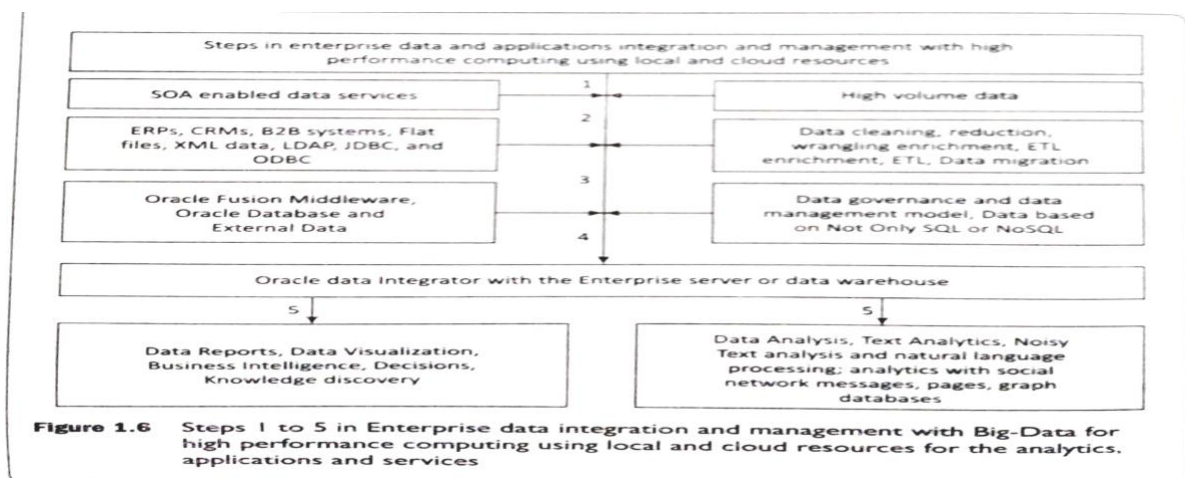 Steps in enterprise data and applications integration and management with high
performance computing using local and cloud resources
1
SOA enabled data services
High volume data
2
ERPs, CRMs, B2B systems, Flat
files, XML data, LDAP, JDBC, and
ODBC
Data cleaning, reduction,
wrangling enrichment, ETL
enrichment, ETL, Data migration
3
Oracle Fusion Middleware,
Oracle Database and
External Data
Data governance and data
management model, Data based
on Not Only SQL or NoSQL
4
Oracle data Integrator with the Enterprise server or data warehouse
5
5
Data Reports, Data Visualization,
Business Intelligence, Decisions,
Knowledge discovery
Data Analysis, Text Analytics, Noisy
Text analysis and natural language
processing; analytics with social
network messages, pages, graph
databases
Figure 1.6 Steps 1 to 5 in Enterprise data integration and management with Big-Data for
high performance computing using local and cloud resources for the analytics,
applications and services